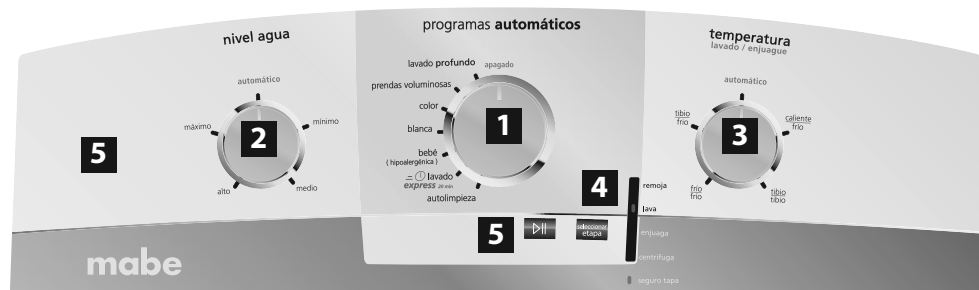 nivel agua
automático
mínimo
medio
alto
máximo
2
5
programas automáticos
apagado
lavado profundo
prendas voluminosas
color
blanca
bebé
( hipoalergénica )
lavado
express 20 min
autolimpieza
1
temperatura
lavado / enjuague
automático
caliente
frío
tibio
tibio
frío
frío
tibio
frío
3
4
5
seleccionar
etapa
remoja
lava
enjuaga
centrifuga
seguro tapa
mabe